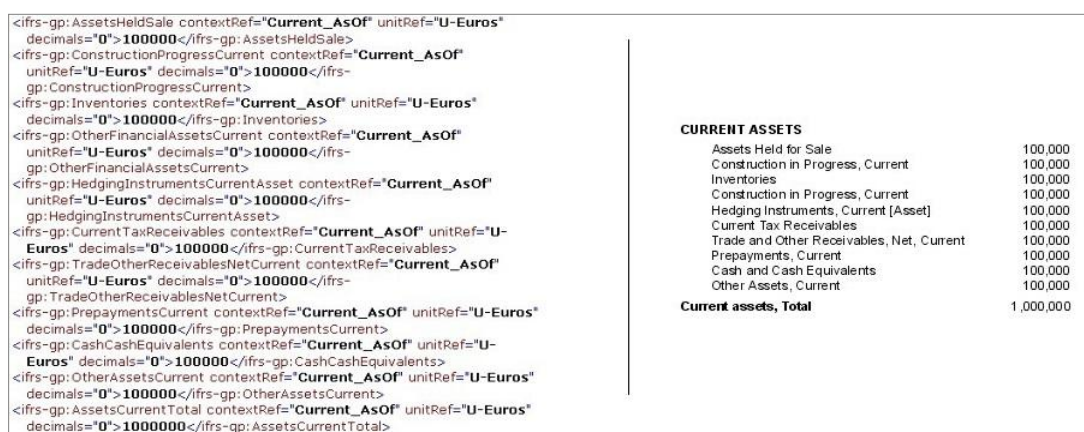 <ifrs-gp:AssetsHeldSale contextRef="Current_AsOf" unitRef="U-Euros"
decimals="0">100000</ifrs-gp:AssetsHeldSale>
<ifrs-gp:ConstructionProgressCurrent contextRef="Current_AsOf"
unitRef="U-Euros" decimals="0">100000</ifrs-
gp:ConstructionProgressCurrent>
<ifrs-gp:Inventories contextRef="Current_AsOf" unitRef="U-Euros"
decimals="0">100000</ifrs-gp:Inventories>
<ifrs-gp:OtherFinancialAssetsCurrent contextRef="Current_AsOf"
unitRef="U-Euros" decimals="0">100000</ifrs-
gp:OtherFinancialAssetsCurrent>
<ifrs-gp:HedgingInstrumentsCurrentAsset contextRef="Current_AsOf"
unitRef="U-Euros" decimals="0">100000</ifrs-
gp:HedgingInstrumentsCurrentAsset>
<ifrs-gp:CurrentTaxReceivables contextRef="Current_AsOf" unitRef="U-
Euros" decimals="0">100000</ifrs-gp:CurrentTaxReceivables>
<ifrs-gp:TradeOtherReceivablesNetCurrent contextRef="Current_AsOf"
unitRef="U-Euros" decimals="0">100000</ifrs-
gp:TradeOtherReceivablesNetCurrent>
<ifrs-gp:PrepaymentsCurrent contextRef="Current_AsOf" unitRef="U-Euros"
decimals="0">100000</ifrs-gp:PrepaymentsCurrent>
<ifrs-gp:CashCashEquivalents contextRef="Current_AsOf" unitRef="U-
Euros" decimals="0">100000</ifrs-gp:CashCashEquivalents>
<ifrs-gp:OtherAssetsCurrent contextRef="Current_AsOf" unitRef="U-Euros"
decimals="0">100000</ifrs-gp:OtherAssetsCurrent>
<ifrs-gp:AssetsCurrentTotal contextRef="Current_AsOf" unitRef="U-Euros"
decimals="0">1000000</ifrs-gp:AssetsCurrentTotal>
CURRENT ASSETS
Assets Held for Sale 100,000
Construction in Progress, Current 100,000
Inventories 100,000
Construction in Progress, Current 100,000
Hedging Instruments, Current [Asset] 100,000
Current Tax Receivables 100,000
Trade and Other Receivables, Net, Current 100,000
Prepayments, Current 100,000
Cash and Cash Equivalents 100,000
Other Assets, Current 100,000
Current assets, Total 1,000,000